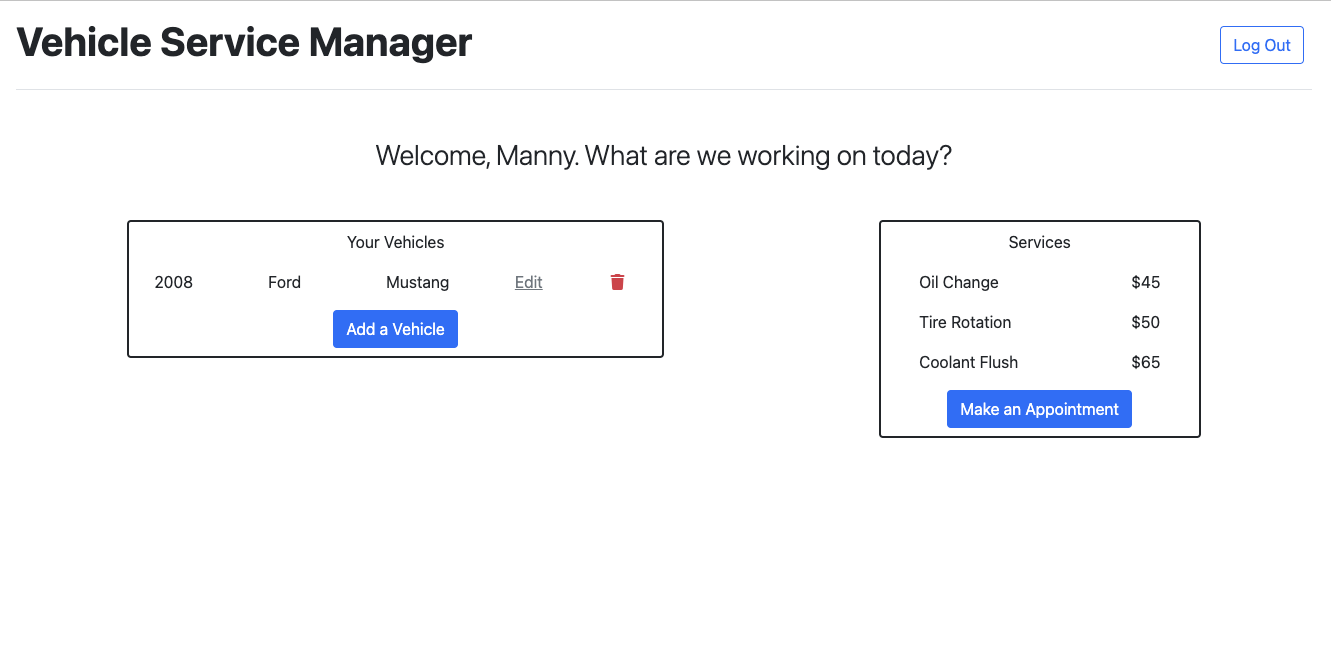 Vehicle Service Manager
Log Out
Welcome, Manny. What are we working on today?
Your Vehicles
2008 Ford Mustang Edit
Add a Vehicle
Services
Oil Change $45
Tire Rotation $50
Coolant Flush $65
Make an Appointment